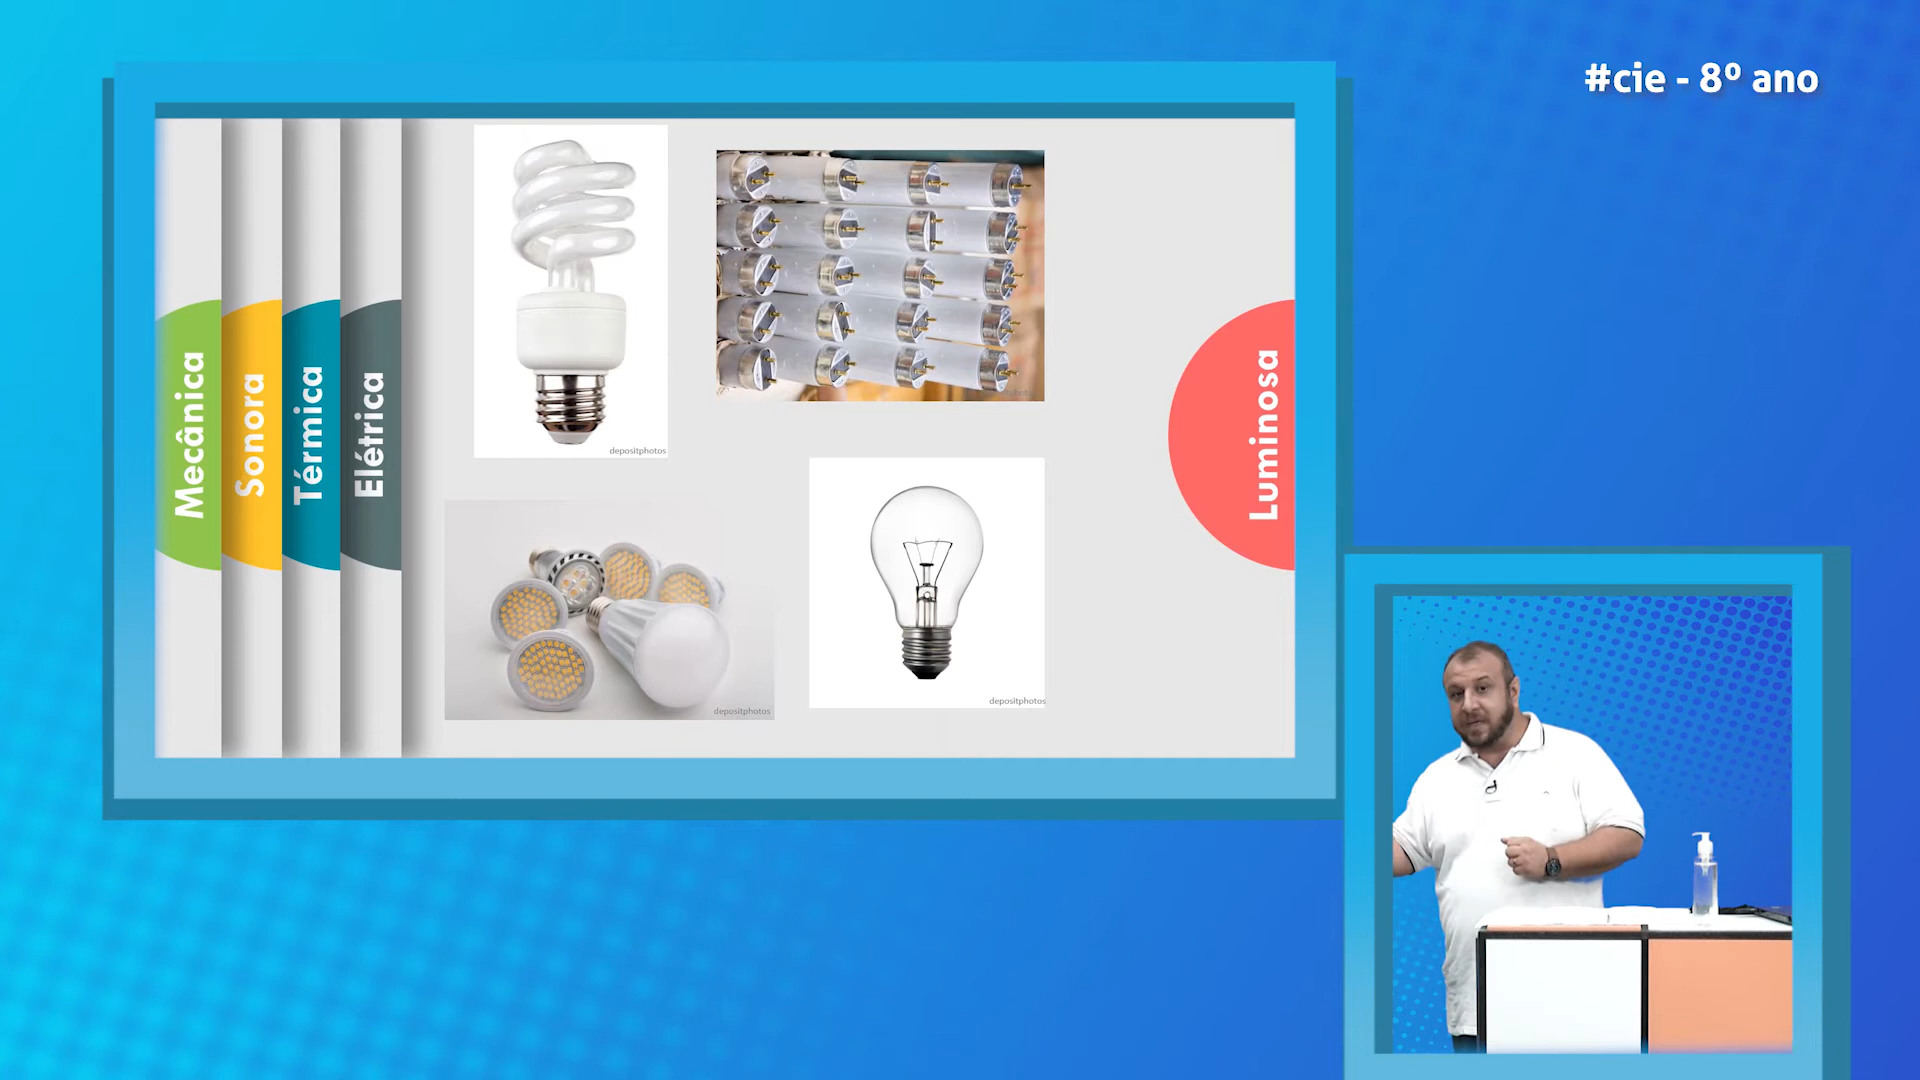 #cie - 8º ano
Mecânica
Sonora
Térmica
Elétrica
Luminosa
depositphotos
depositphotos
depositphotos